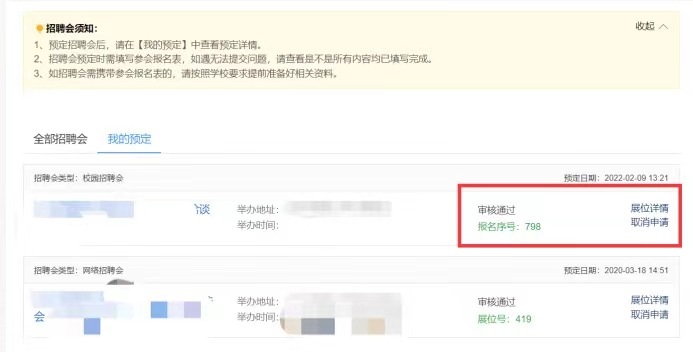 招聘会须知：
收起
1、预定招聘会后，请在【我的预定】中查看预定详情。
2、招聘会预定时需填写参会报名表，如遇无法提交问题，请查看是不是所有内容均已填写完成。
3、如招聘会需携带参会报名表的，请按照学校要求提前准备好相关资料。
全部招聘会 我的预定
招聘会类型：校园招聘会 预定日期：2022-02-09 13:21
谈 举办地址： 审核通过 展位详情
举办时间： 报名序号：798 取消申请
招聘会类型：网络招聘会 预定日期：2020-03-18 14:51
举办地址： 审核通过 展位详情
会 举办时间： 展位号：419 取消申请